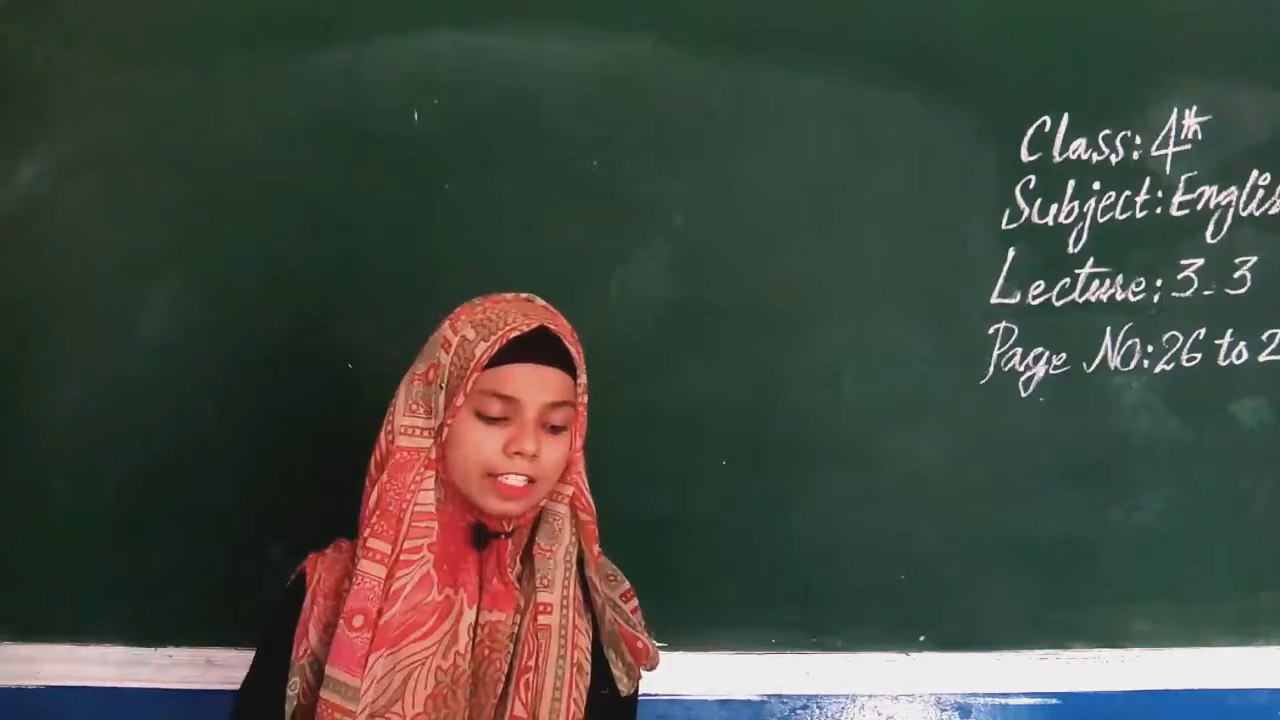 Class: 4th
Subject: Englis
Lecture: 3.3
Page No: 26 to 2